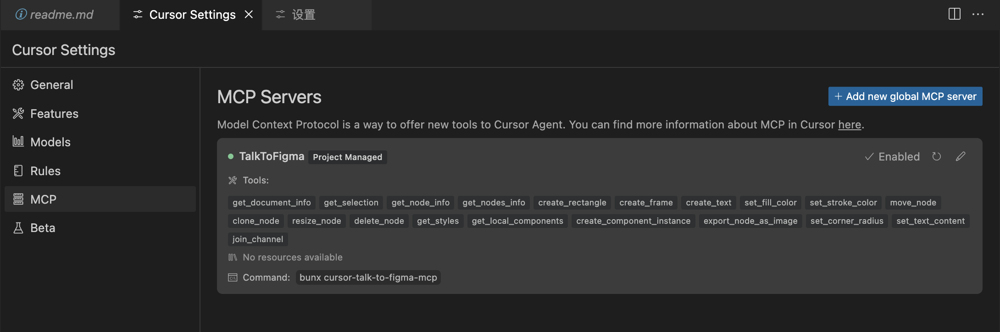 readme.md
Cursor Settings
设置
Cursor Settings
General
Features
Models
Rules
MCP
Beta
MCP Servers
Add new global MCP server
Model Context Protocol is a way to offer new tools to Cursor Agent. You can find more information about MCP in Cursor here.
TalkToFigma Project Managed
Enabled
Tools:
get_document_info get_selection get_node_info get_nodes_info create_rectangle create_frame create_text set_fill_color set_stroke_color move_node
clone_node resize_node delete_node get_styles get_local_components create_component_instance export_node_as_image set_corner_radius set_text_content
join_channel
No resources available
Command: bunx cursor-talk-to-figma-mcp